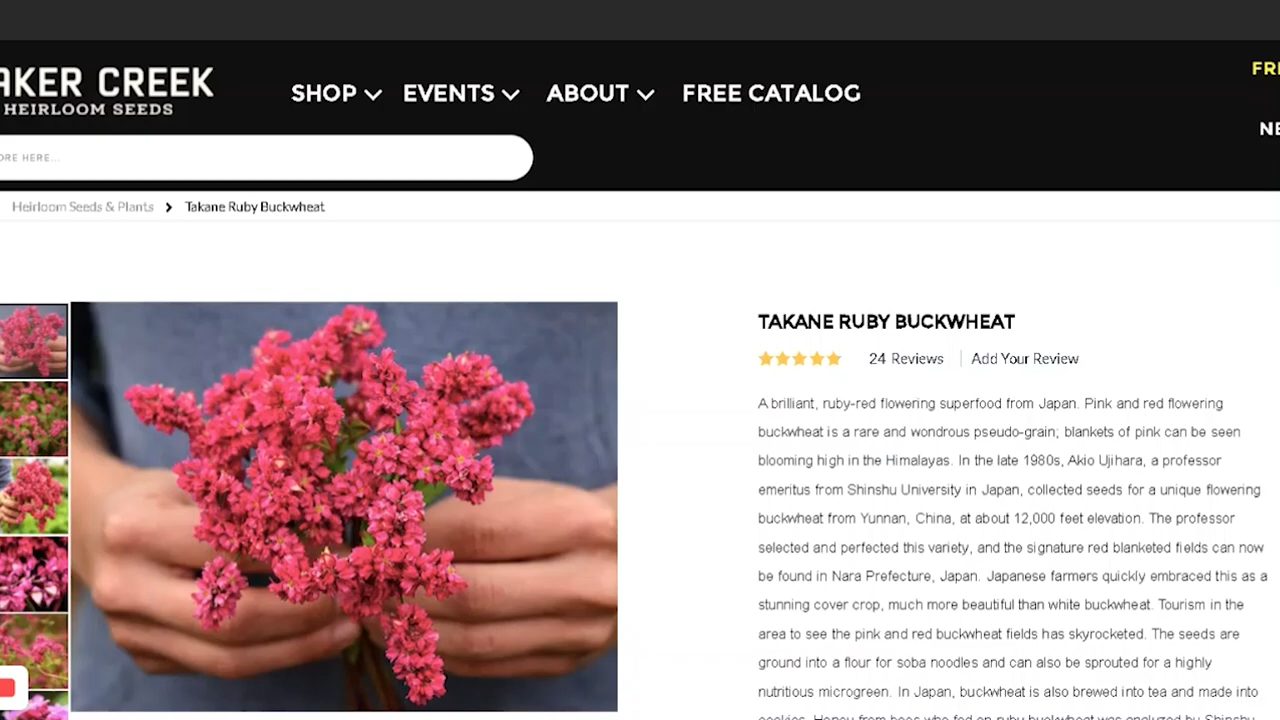 AKER CREEK
HEIRLOOM SEEDS
SHOP EVENTS ABOUT FREE CATALOG
ORE HERE...
Heirloom Seeds & Plants > Takane Ruby Buckwheat
TAKANE RUBY BUCKWHEAT
24 Reviews | Add Your Review
A brilliant, ruby-red flowering superfood from Japan. Pink and red flowering
buckwheat is a rare and wondrous pseudo-grain; blankets of pink can be seen
blooming high in the Himalayas. In the late 1980s, Akio Ujihara, a professor
emeritus from Shinshu University in Japan, collected seeds for a unique flowering
buckwheat from Yunnan, China, at about 12,000 feet elevation. The professor
selected and perfected this variety, and the signature red blanketed fields can now
be found in Nara Prefecture, Japan. Japanese farmers quickly embraced this as a
stunning cover crop, much more beautiful than white buckwheat. Tourism in the
area to see the pink and red buckwheat fields has skyrocketed. The seeds are
ground into a flour for soba noodles and can also be sprouted for a highly
nutritious microgreen. In Japan, buckwheat is also brewed into tea and made into
cookies. Honey from bees who fed on ruby buckwheat was analyzed by Shinshu